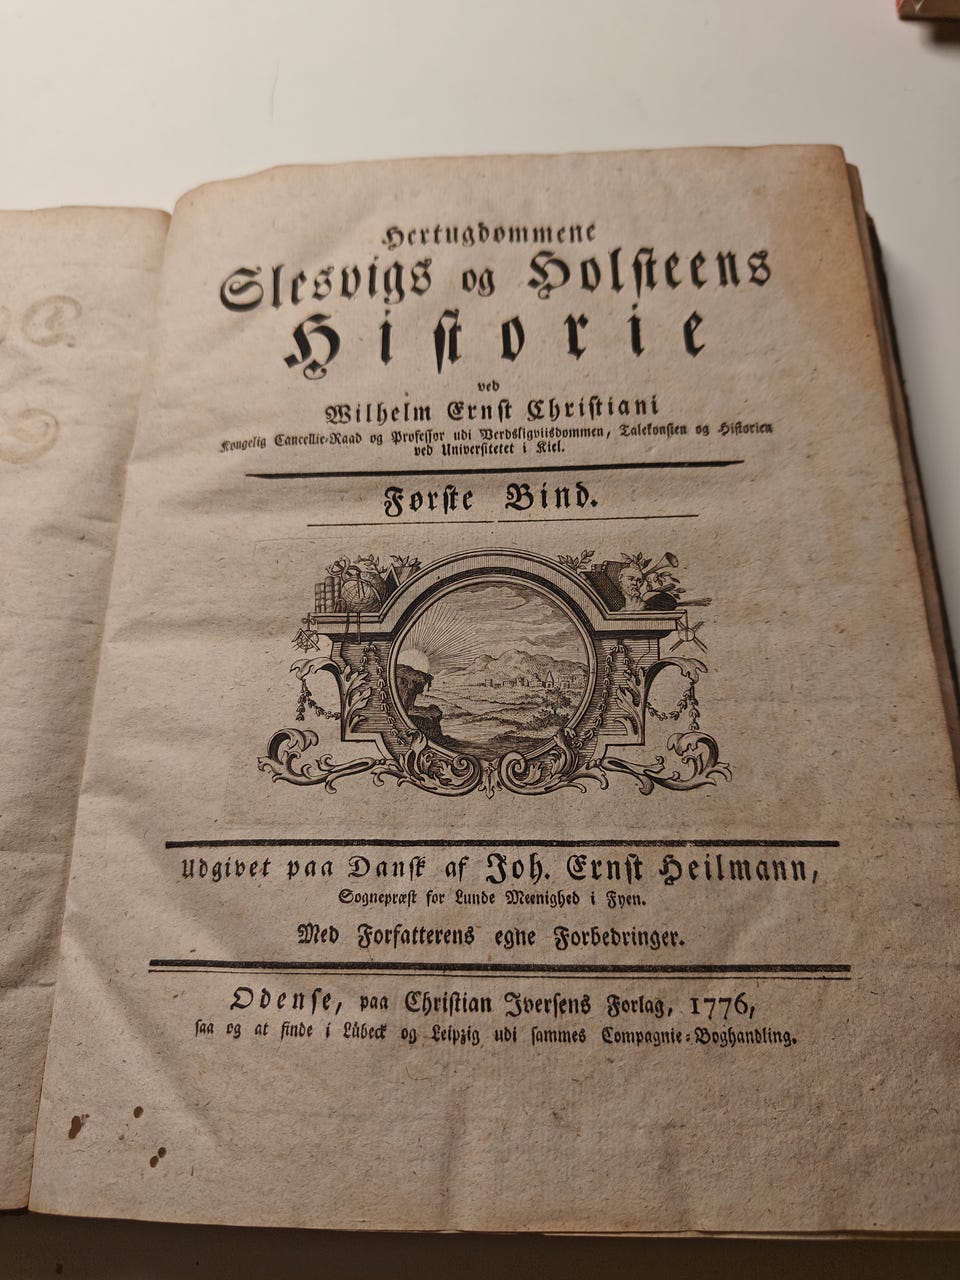 Hertugdommene
Slesvigs og Holsteens
Historie
ved
Wilhelm Ernst Christiani
Kongelig Cancellie-Raad og Professor udi Verdsligviisdommen, Talekonsten og Historien
ved Universitetet i Kiel.
Første Bind.
Udgivet paa Dansk af Joh. Ernst Heilmann,
Sognepræst for Lunde Meenighed i Fyen.
Med Forfatterens egne Forbedringer.
Odense, paa Christian Iversens Forlag, 1776,
saa og at finde i Lübeck og Leipzig udi sammes Compagnie-Boghandling.